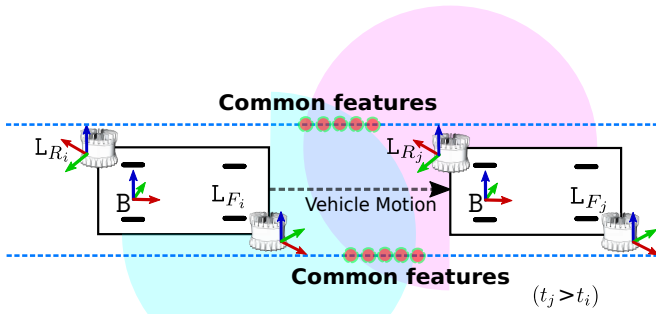 Common features
L_{R_i}
L_{R_j}
B
L_{F_i}
Vehicle Motion
B
L_{F_j}
Common features
(t_j>t_i)